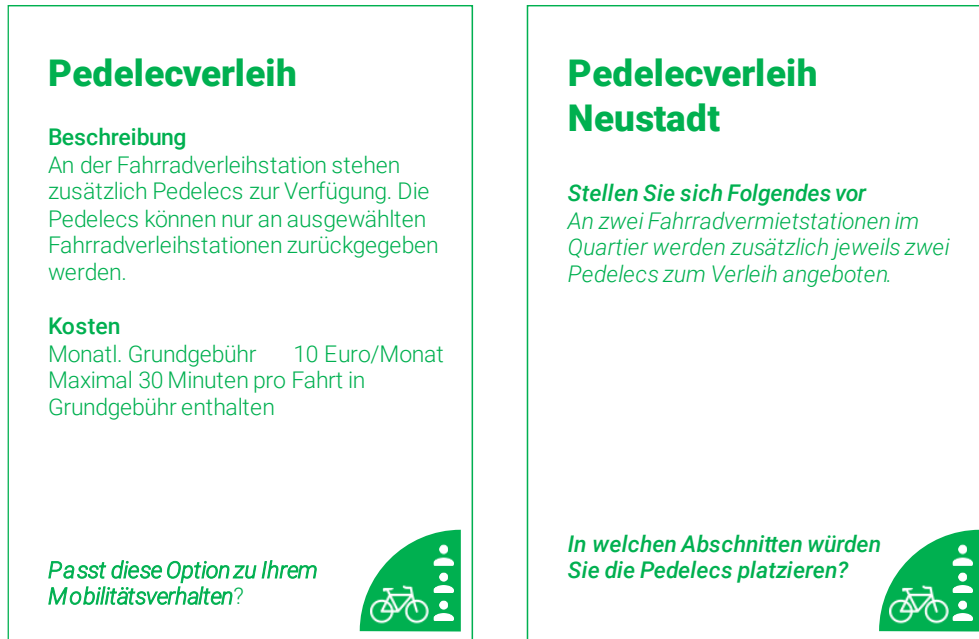 Pedelecverleih
Beschreibung
An der Fahrradverleihstation stehen
zusätzlich Pedelecs zur Verfügung. Die
Pedelecs können nur an ausgewählten
Fahrradverleihstationen zurückgegeben
werden.
Kosten
Monatl. Grundgebühr 10 Euro/Monat
Maximal 30 Minuten pro Fahrt in
Grundgebühr enthalten
Passt diese Option zu Ihrem
Mobilitätsverhalten?
Pedelecverleih
Neustadt
Stellen Sie sich Folgendes vor
An zwei Fahrradvermietstationen im
Quartier werden zusätzlich jeweils zwei
Pedelecs zum Verleih angeboten.
In welchen Abschnitten würden
Sie die Pedelecs platzieren?